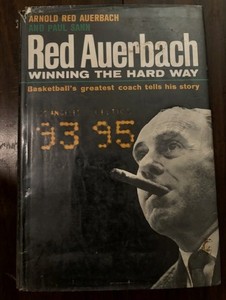 ARNOLD RED AUERBACH
AND PAUL SANN
Red Auerbach
WINNING THE HARD WAY
Basketball's greatest coach tells his story
93 95